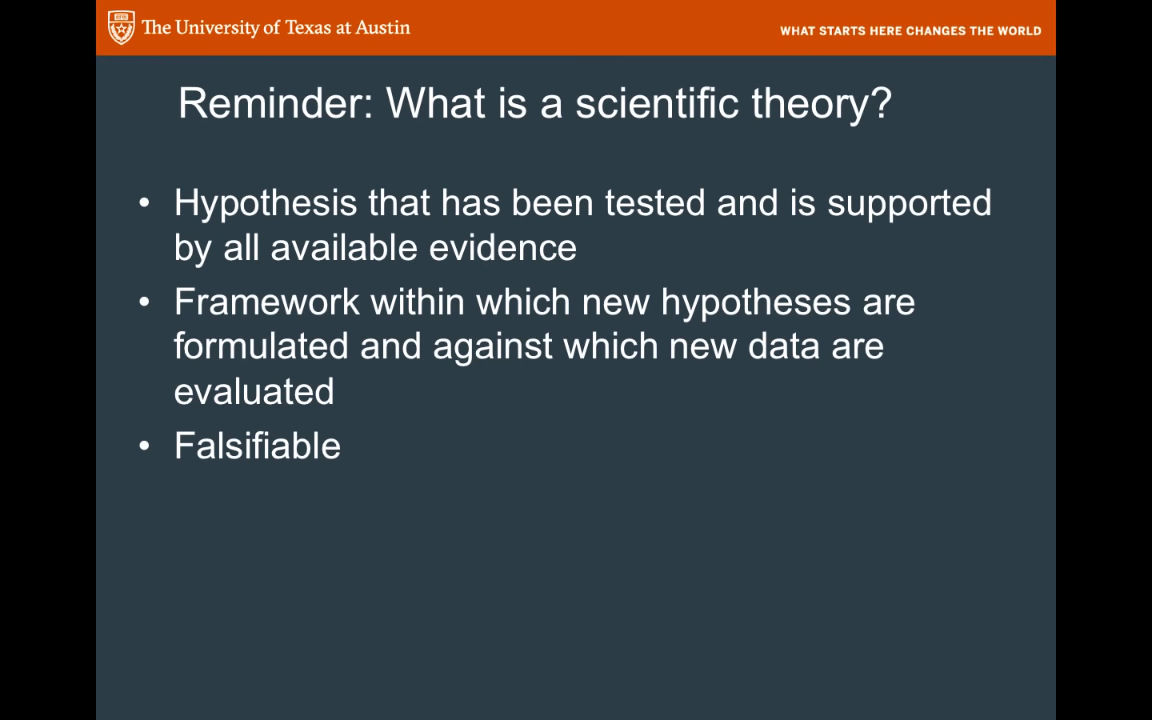 The University of Texas at Austin
WHAT STARTS HERE CHANGES THE WORLD
Reminder: What is a scientific theory?
• Hypothesis that has been tested and is supported
by all available evidence
• Framework within which new hypotheses are
formulated and against which new data are
evaluated
• Falsifiable